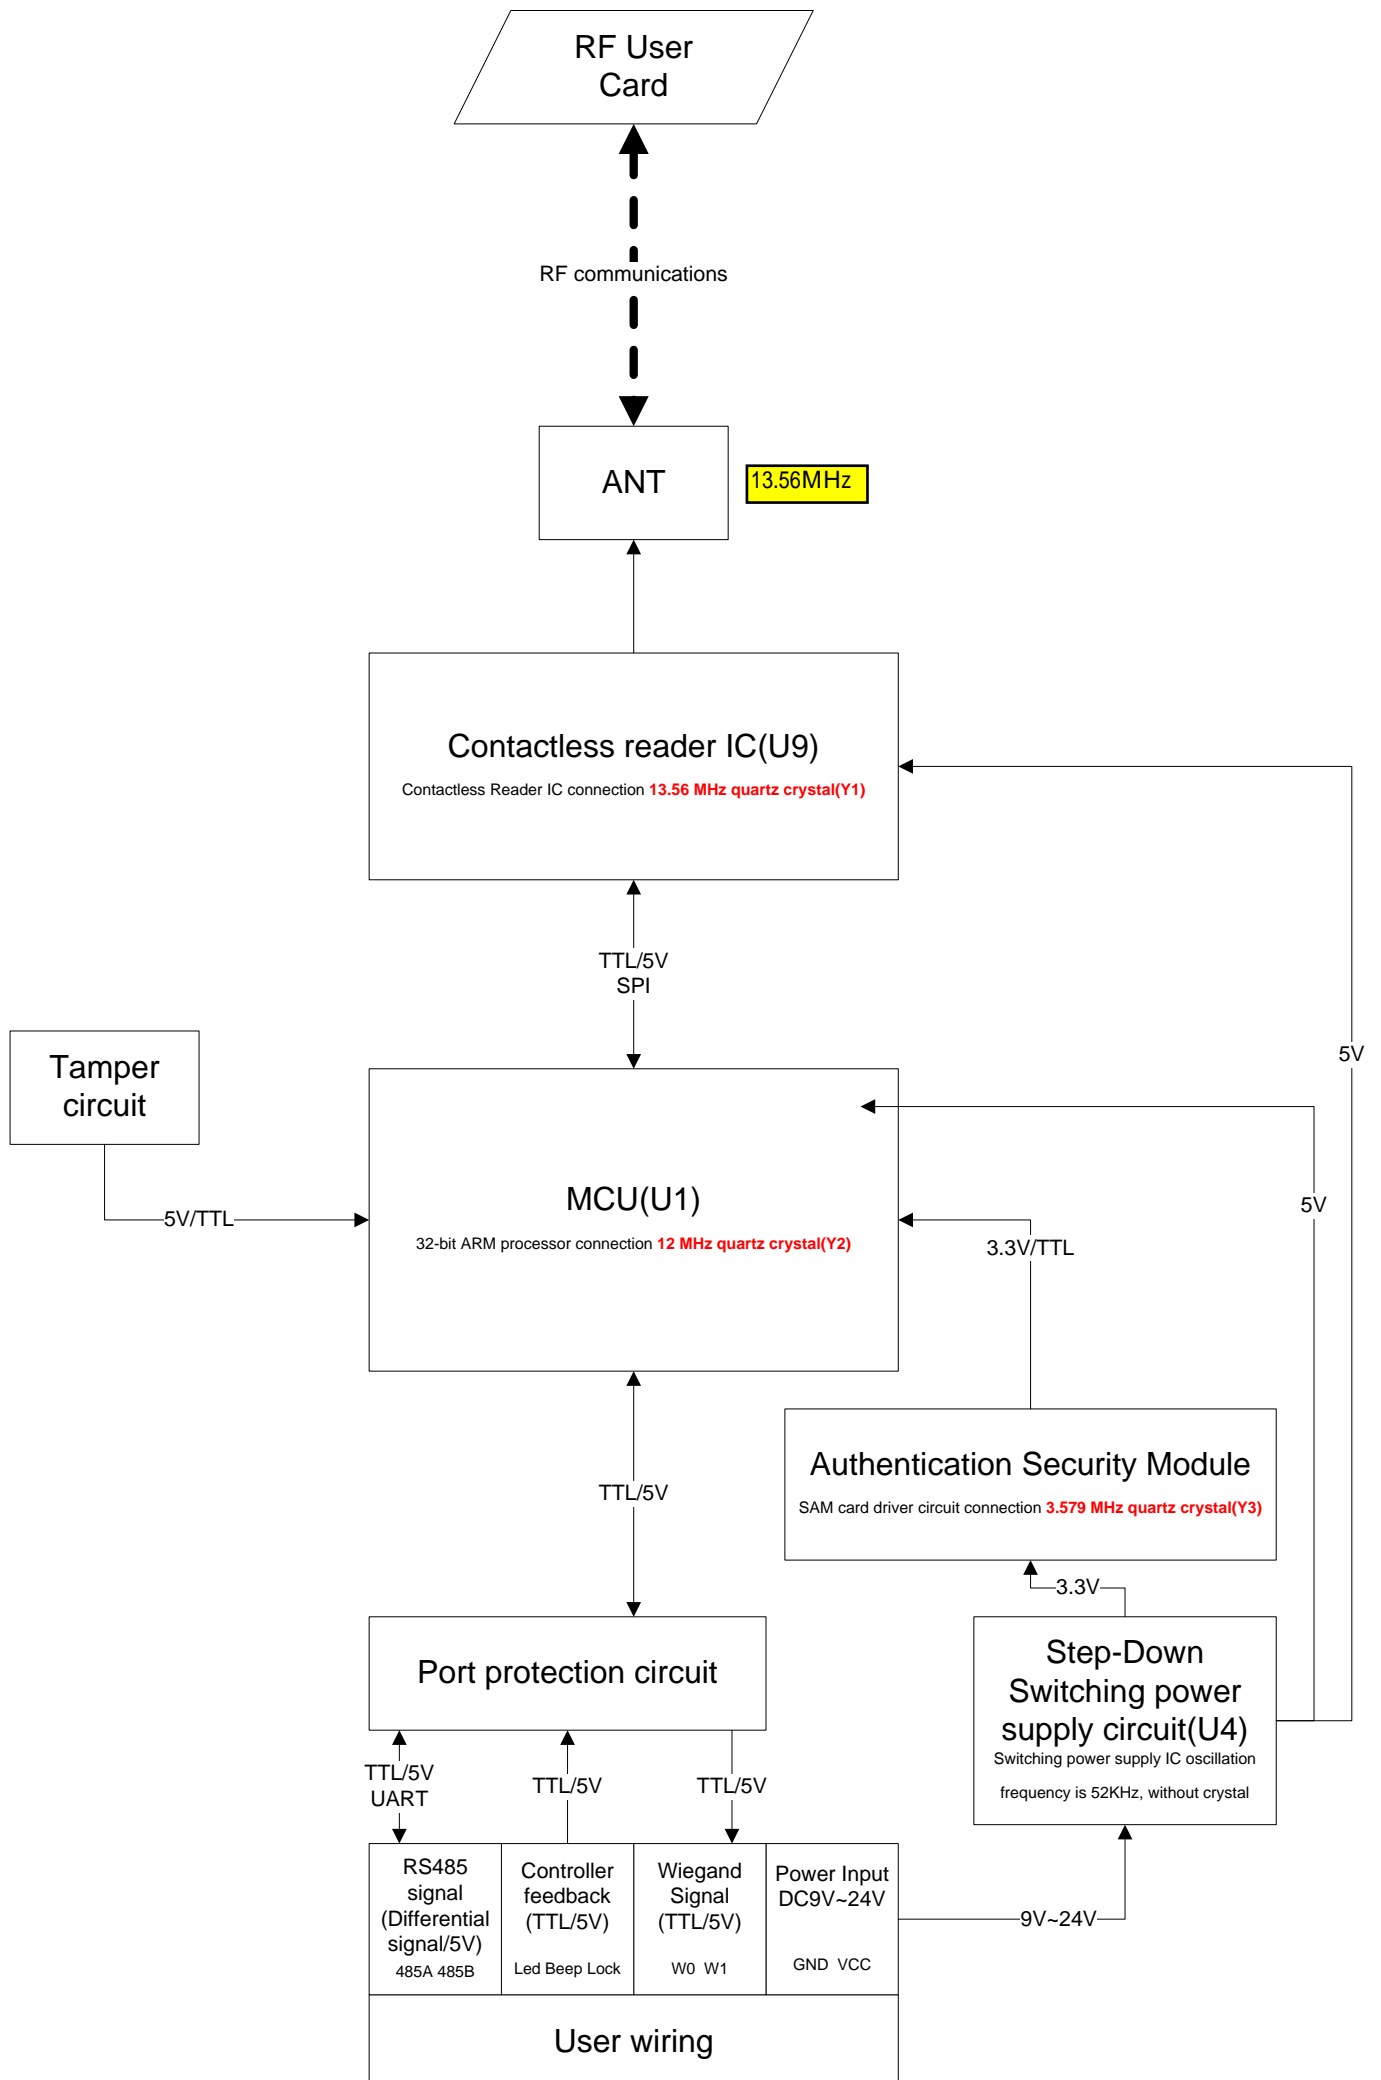 RF User
Card
RF communications
ANT
13.56MHz
Contactless reader IC(U9)
Contactless Reader IC connection 13.56 MHz quartz crystal(Y1)
TTL/5V
SPI
Tamper
circuit
5V
MCU(U1)
32-bit ARM processor connection 12 MHz quartz crystal(Y2)
5V/TTL
5V
3.3V/TTL
Authentication Security Module
SAM card driver circuit connection 3.579 MHz quartz crystal(Y3)
TTL/5V
3.3V
Port protection circuit
Step-Down
Switching power
supply circuit(U4)
Switching power supply IC oscillation
frequency is 52KHz, without crystal
TTL/5V
UART
TTL/5V
TTL/5V
RS485
signal
(Differential
signal/5V)
485A 485B
Controller
feedback
(TTL/5V)
Led Beep Lock
Wiegand
Signal
(TTL/5V)
W0 W1
Power Input
DC9V~24V
GND VCC
9V~24V
User wiring